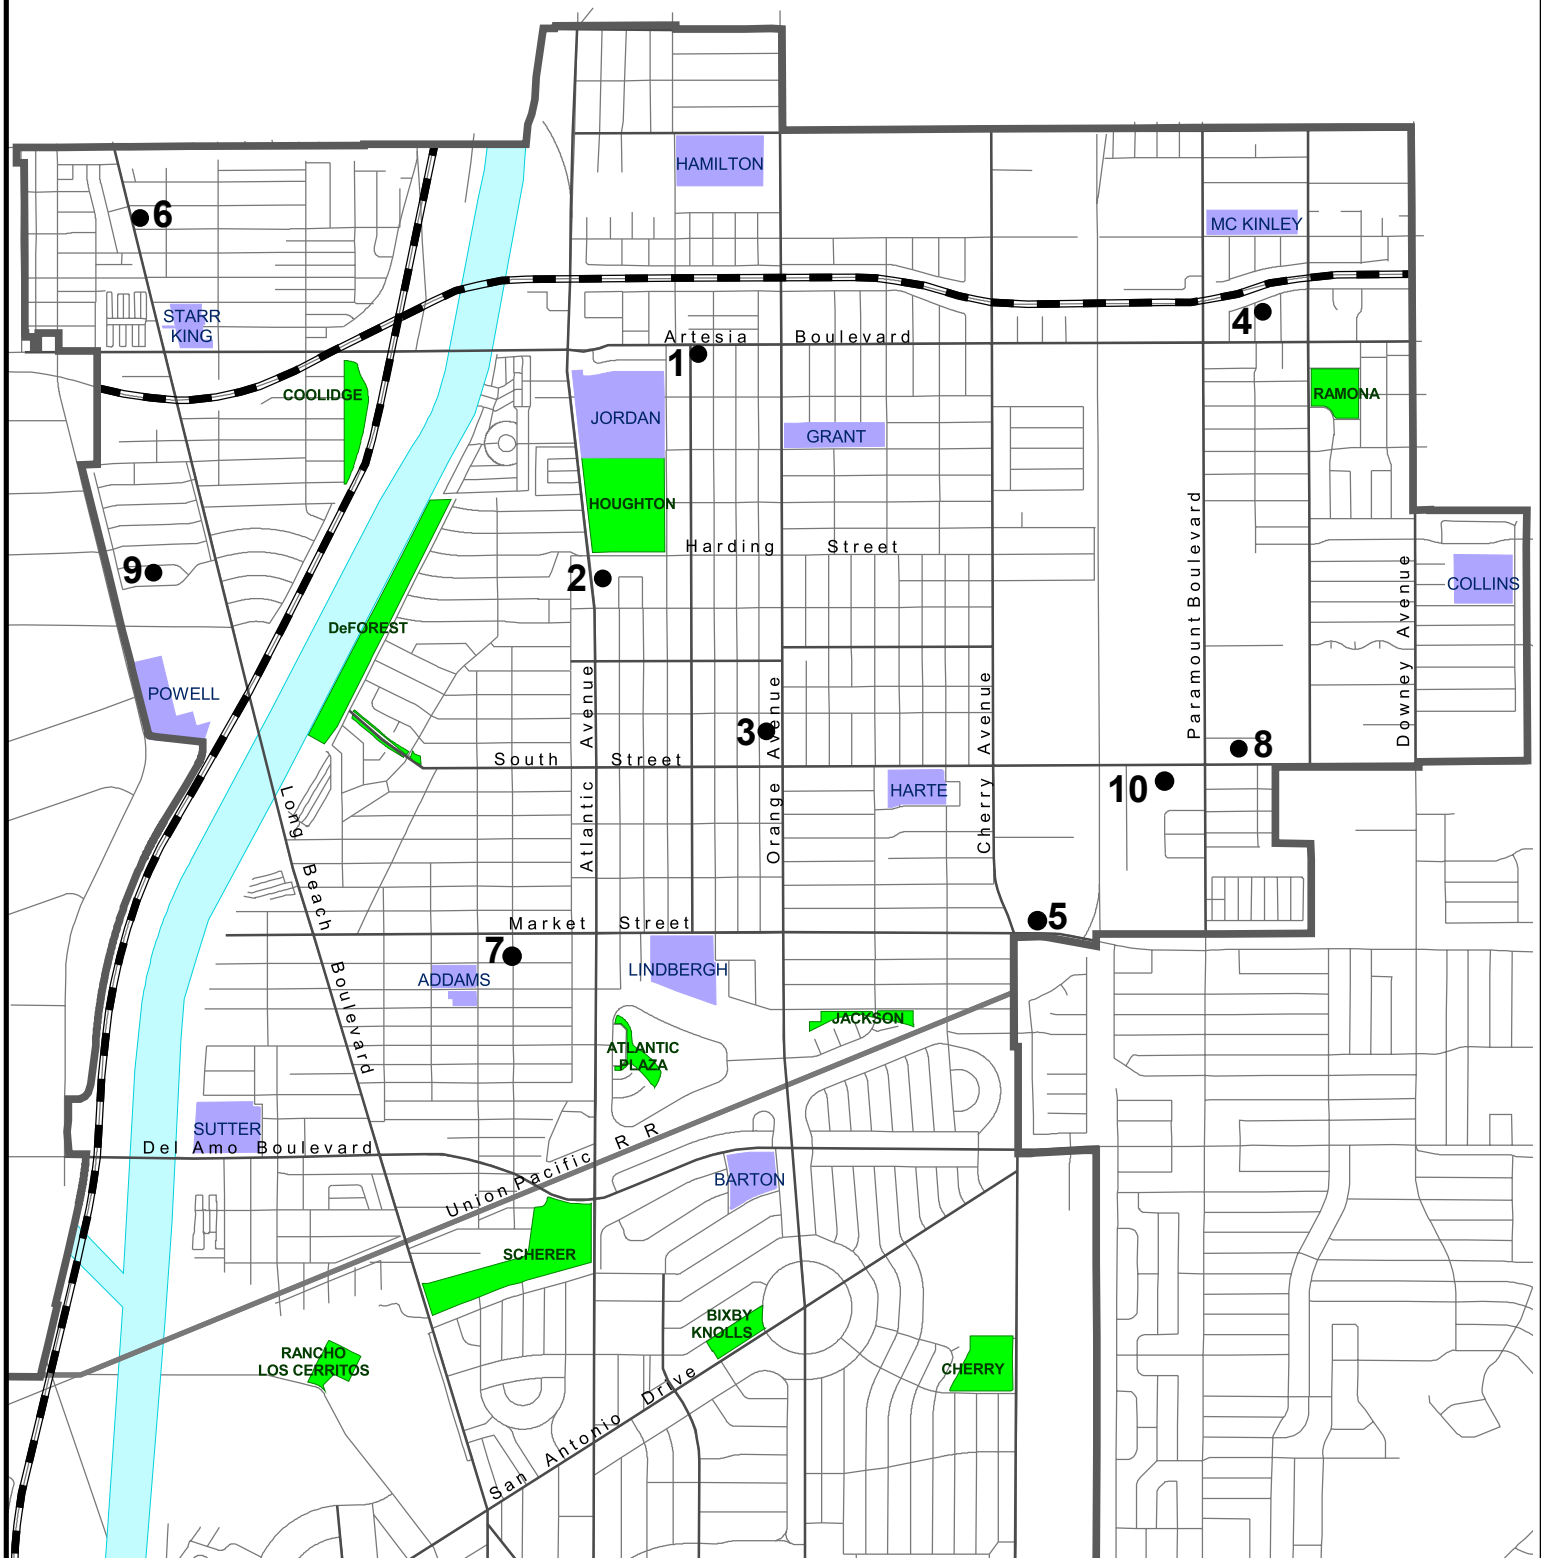 HAMILTON
6
MC KINLEY
STARR
KING
4
Artesia Boulevard
1
COOLIDGE
RAMONA
JORDAN
GRANT
HOUGHTON
Harding Street
9
2
COLLINS
DeFOREST
Paramount Boulevard
Downey Avenue
POWELL
Atlantic Avenue
Orange Avenue
Cherry Avenue
3
8
South Street
10
HARTE
Long Beach Boulevard
Market Street
5
7
ADDAMS
LINDBERGH
JACKSON
ATLANTIC
PLAZA
SUTTER
Del Amo Boulevard
Union Pacific R R
BARTON
SCHERER
BIXBY
KNOLLS
RANCHO
LOS CERRITOS
CHERRY
San Antonio Drive